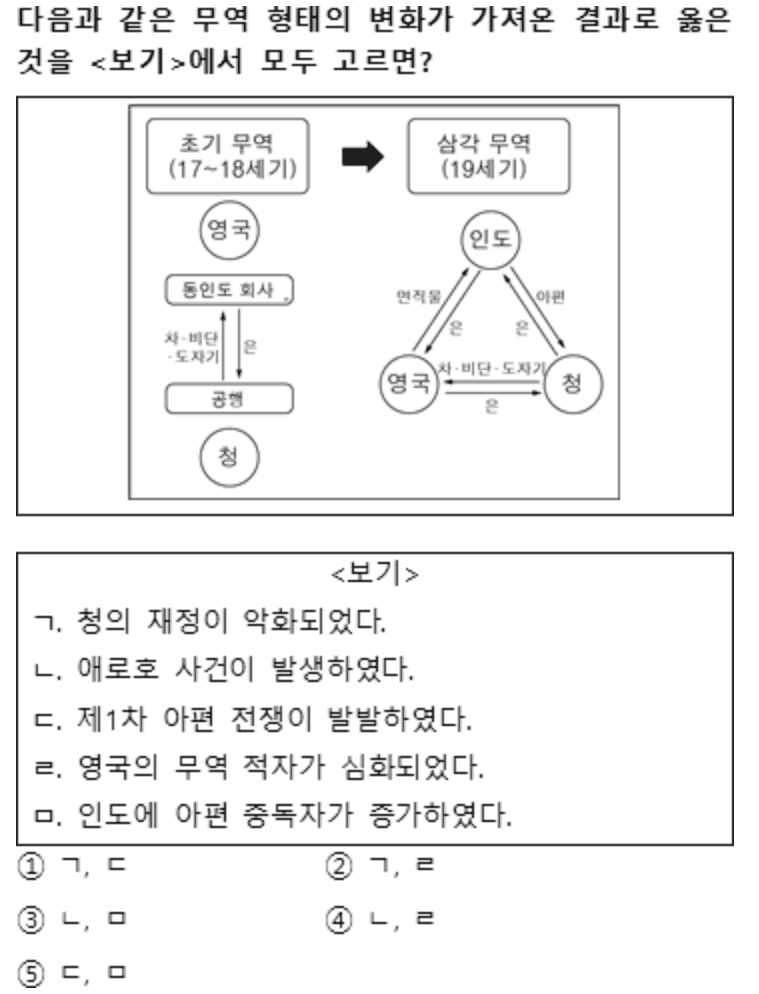 다음과 같은 무역 형태의 변화가 가져온 결과로 옳은
것을 <보기>에서 모두 고르면?
초기 무역
(17~18세기)
삼각 무역
(19세기)
영국
동인도 회사
차·비단
·도자기
은
공행
청
인도
면직물
은
은
아편
영국
차·비단·도자기
청
은
<보기>
ㄱ. 청의 재정이 악화되었다.
ㄴ. 애로호 사건이 발생하였다.
ㄷ. 제1차 아편 전쟁이 발발하였다.
ㄹ. 영국의 무역 적자가 심화되었다.
ㅁ. 인도에 아편 중독자가 증가하였다.
① ㄱ, ㄷ
② ㄱ, ㄹ
③ ㄴ, ㅁ
④ ㄴ, ㄹ
⑤ ㄷ, ㅁ